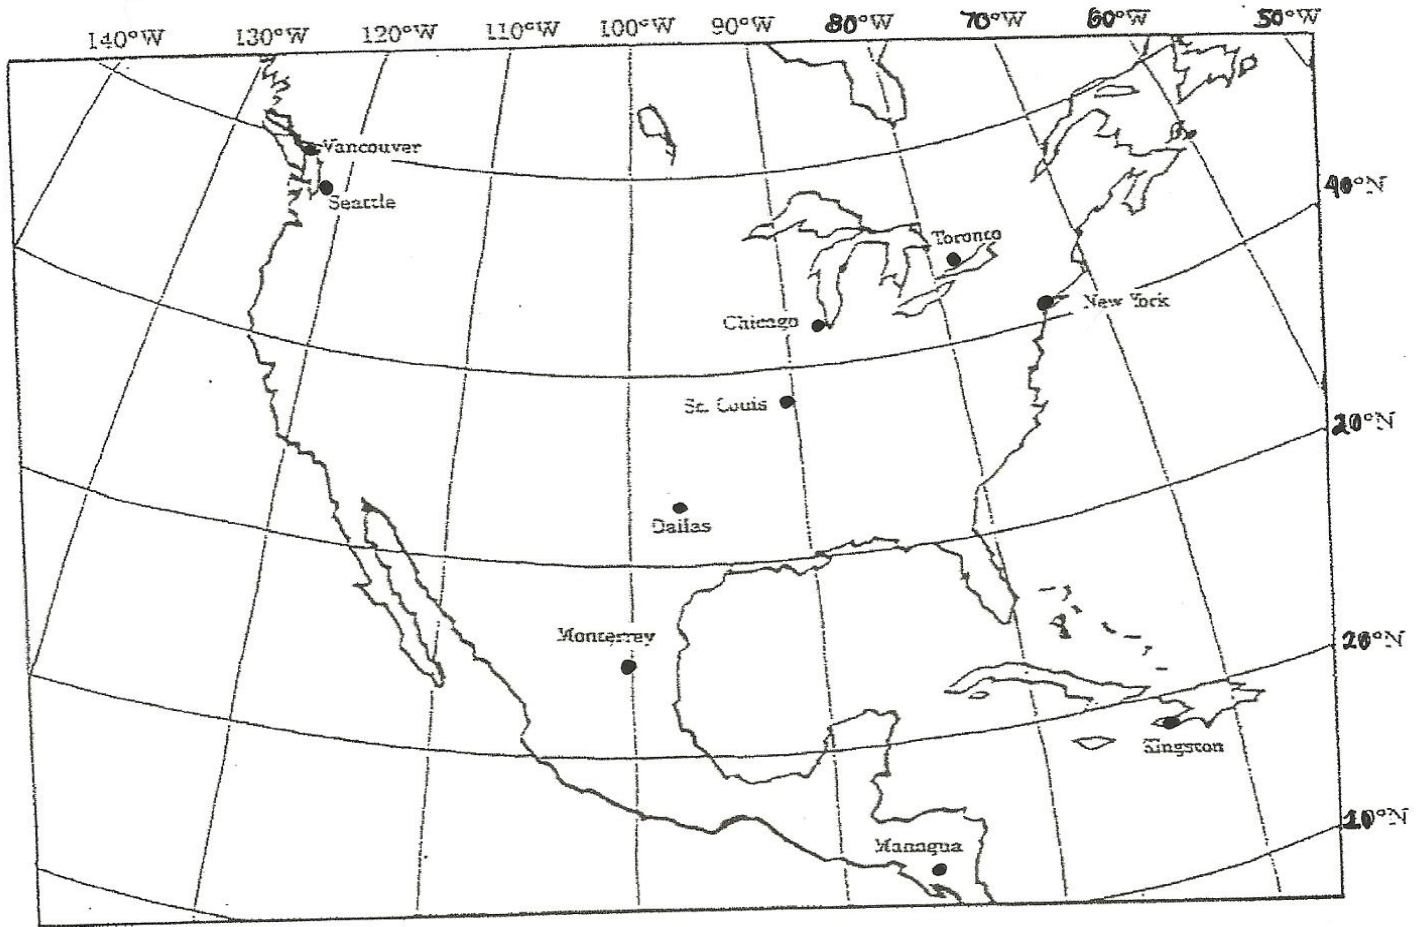 140°W 130°W 120°W 110°W 100°W 90°W 80°W 70°W 60°W 50°W
Vancouver
40°N
Seattle
Toronto
New York
Chicago
St. Louis
20°N
Dallas
Monterrey
20°N
Kingston
10°N
Managua